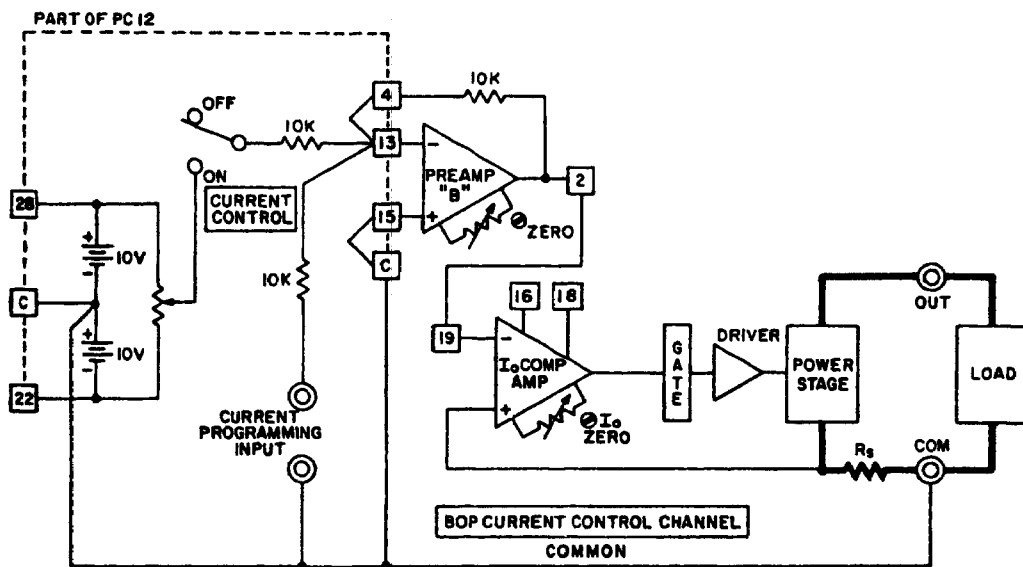 PART OF PC 12
OFF
10K
4
10K
13
-
PREAMP
"B"
2
ON
CURRENT
CONTROL
28
15
+
ZERO
+
10V
-
C
10K
C
16
18
+
10V
-
19
-
I₀ COMP
AMP
+
I₀
ZERO
GATE
DRIVER
POWER
STAGE
OUT
LOAD
22
CURRENT
PROGRAMMING
INPUT
Rs
COM
BOP CURRENT CONTROL CHANNEL
COMMON